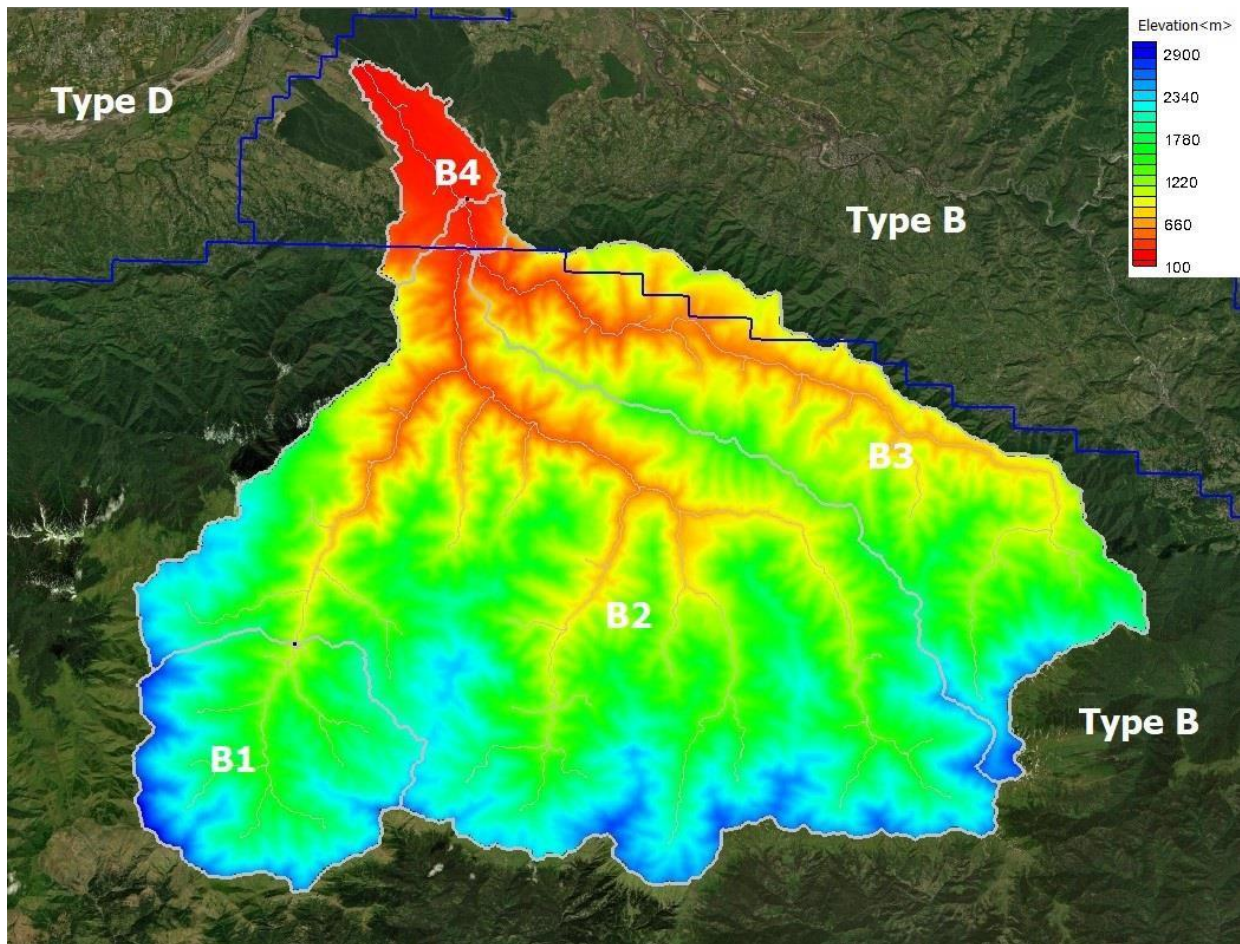 Elevation<m>
2900
2340
1780
1220
660
100
Type D
B4
Type B
B3
B2
Type B
B1